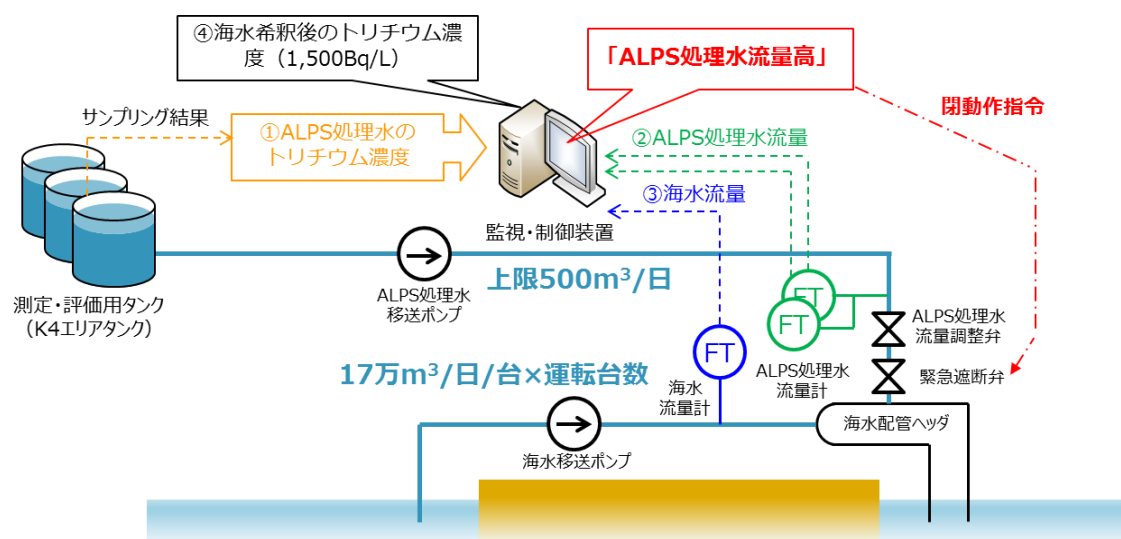 ④海水希釈後のトリチウム濃
度（1,500Bq/L）
「ALPS処理水流量高」
閉動作指令
サンプリング結果
①ALPS処理水の
トリチウム濃度
②ALPS処理水流量
③海水流量
監視・制御装置
上限500m³/日
ALPS処理水
移送ポンプ
測定・評価用タンク
（K4エリアタンク）
FT
FT
ALPS処理水
流量調整弁
FT
ALPS処理水
流量計
緊急遮断弁
17万m³/日/台×運転台数
海水
流量計
海水配管ヘッダ
海水移送ポンプ